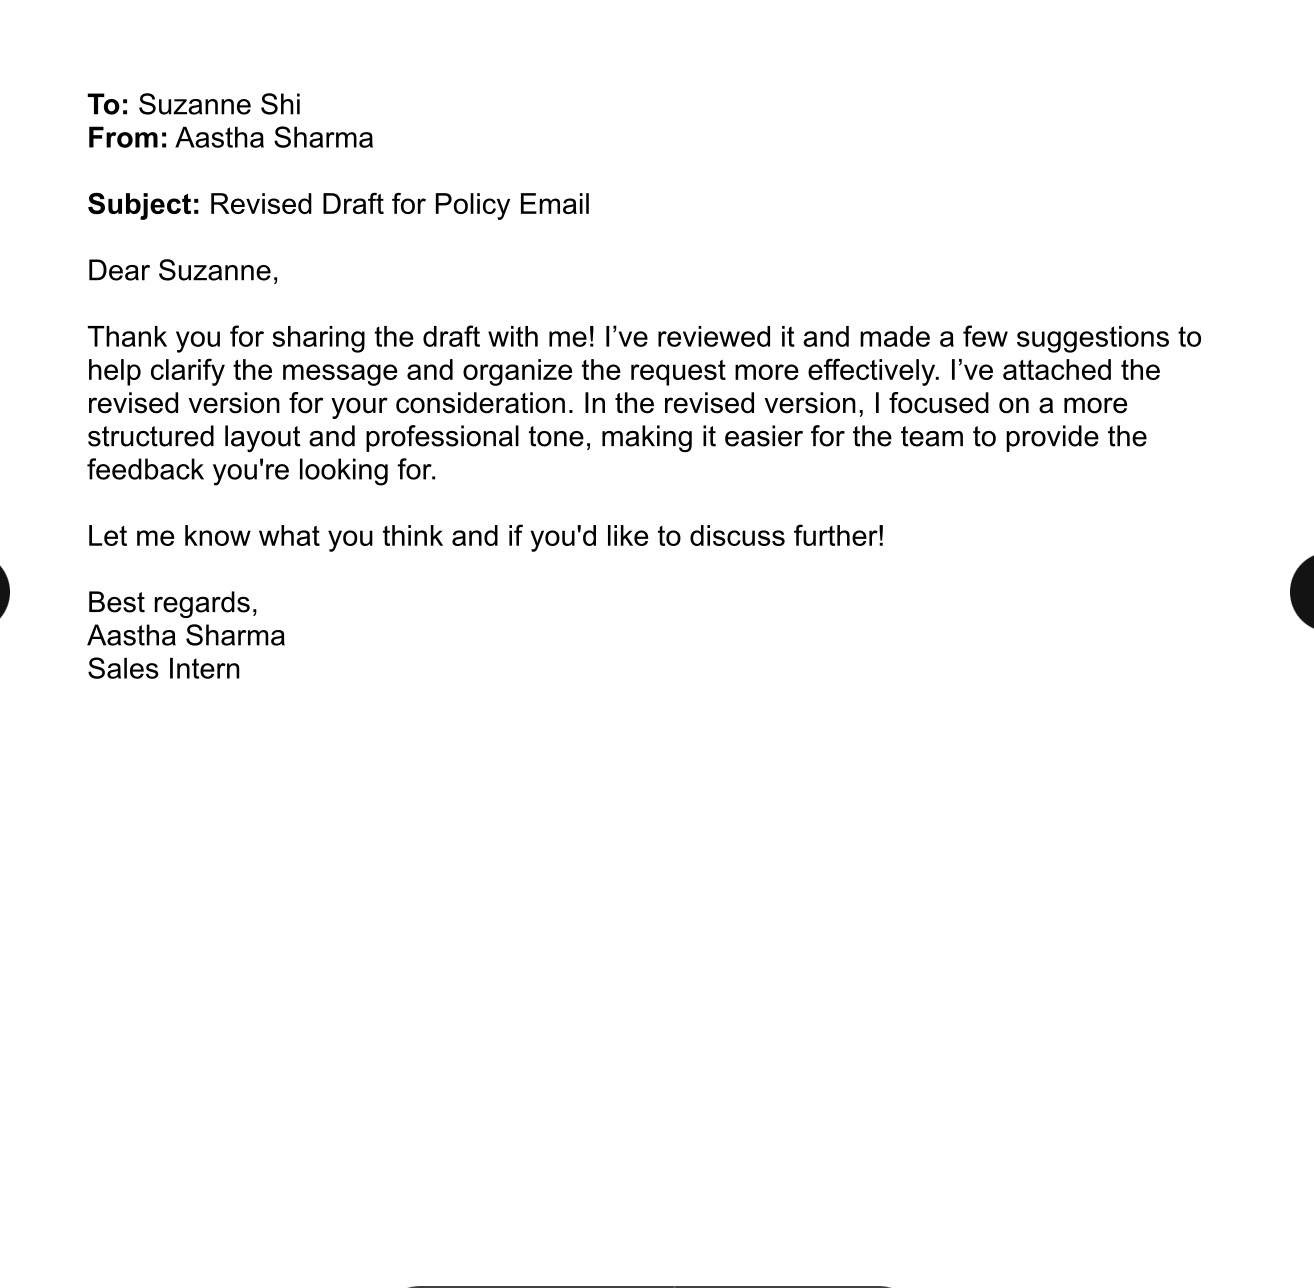 To: Suzanne Shi
From: Aastha Sharma
Subject: Revised Draft for Policy Email
Dear Suzanne,
Thank you for sharing the draft with me! I’ve reviewed it and made a few suggestions to
help clarify the message and organize the request more effectively. I’ve attached the
revised version for your consideration. In the revised version, I focused on a more
structured layout and professional tone, making it easier for the team to provide the
feedback you're looking for.
Let me know what you think and if you'd like to discuss further!
Best regards,
Aastha Sharma
Sales Intern